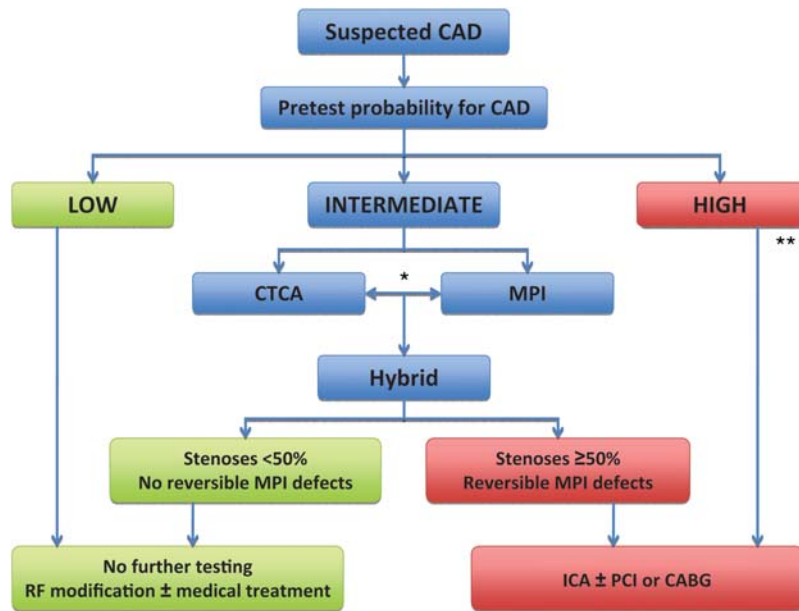 Suspected CAD
Pretest probability for CAD
LOW
INTERMEDIATE
HIGH
**
CTCA
*
MPI
Hybrid
Stenoses <50%
No reversible MPI defects
Stenoses ≥50%
Reversible MPI defects
No further testing
RF modification ± medical treatment
ICA ± PCI or CABG